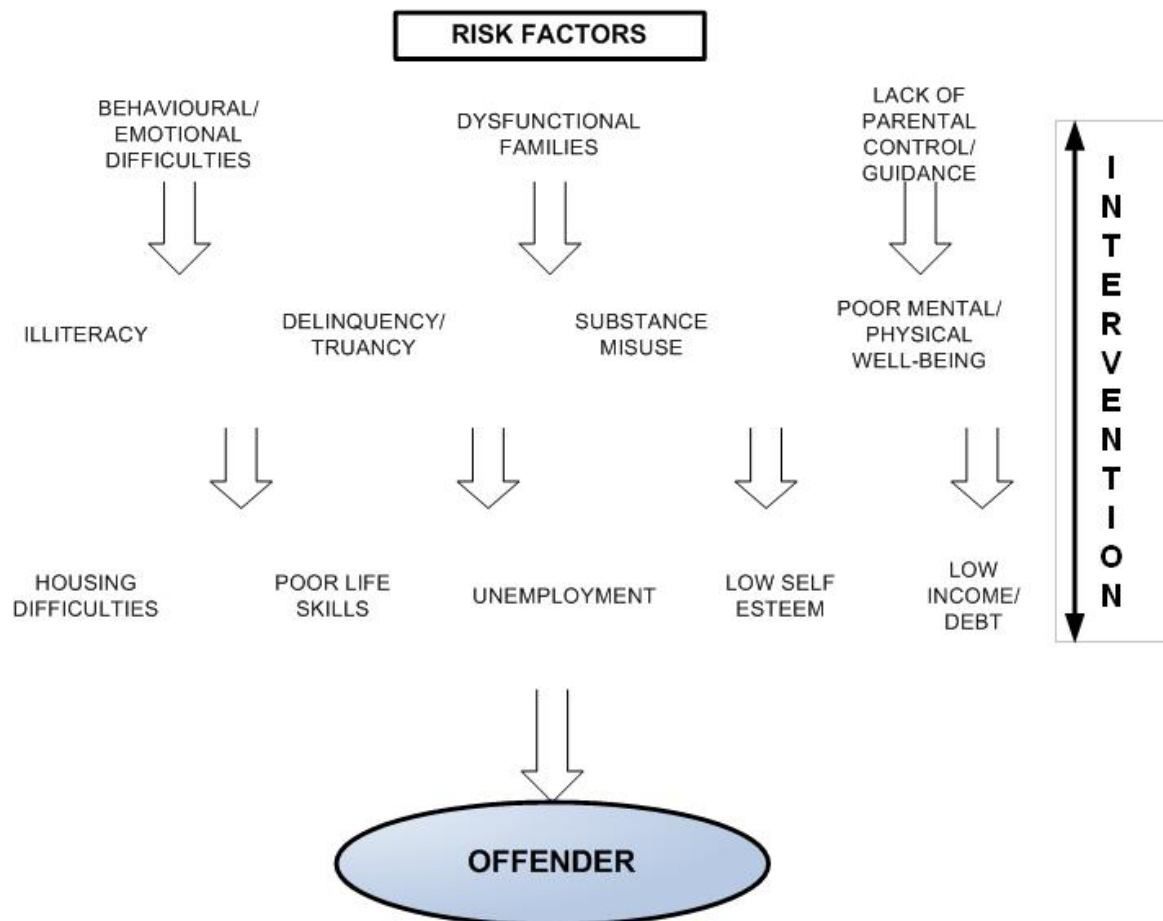 RISK FACTORS
BEHAVIOURAL/
EMOTIONAL
DIFFICULTIES
DYSFUNCTIONAL
FAMILIES
LACK OF
PARENTAL
CONTROL/
GUIDANCE
ILLITERACY
DELINQUENCY/
TRUANCY
SUBSTANCE
MISUSE
POOR MENTAL/
PHYSICAL
WELL-BEING
HOUSING
DIFFICULTIES
POOR LIFE
SKILLS
UNEMPLOYMENT
LOW SELF
ESTEEM
LOW
INCOME/
DEBT
INTERVENTION
OFFENDER